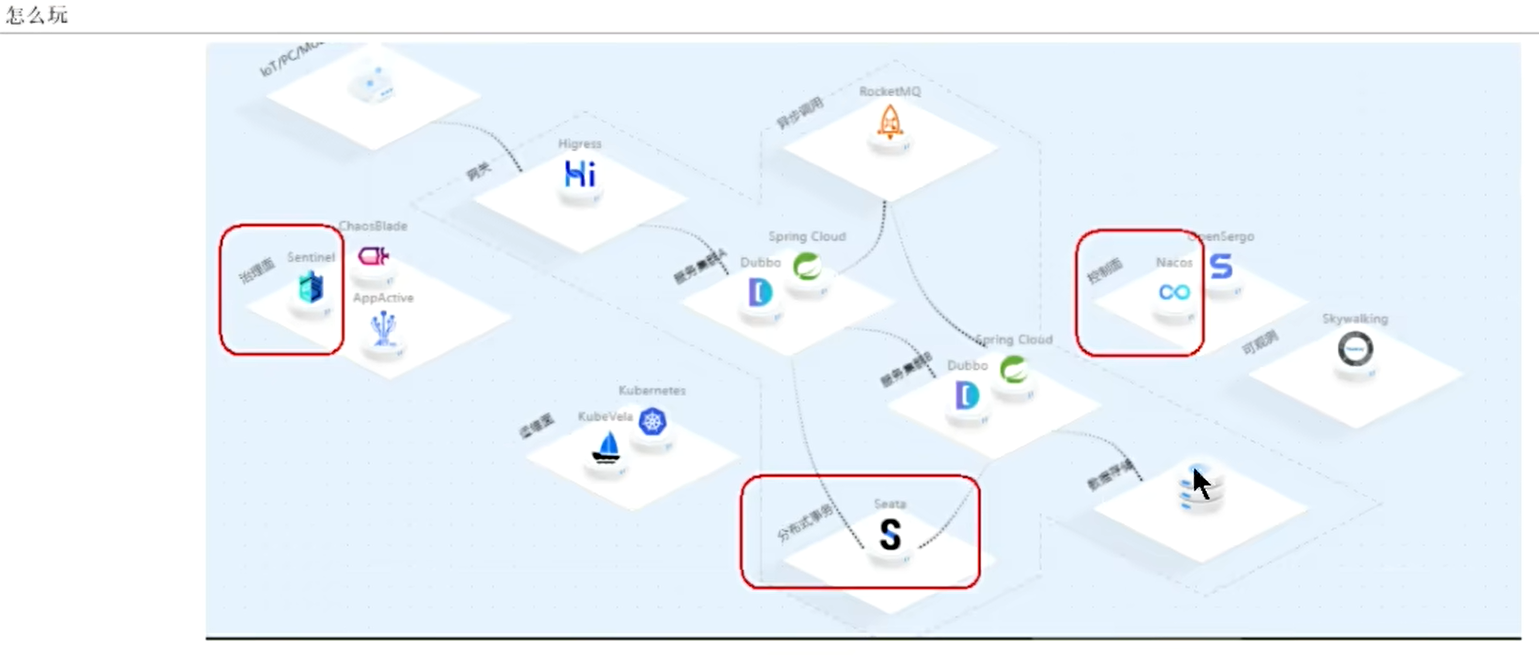 怎么玩
IoT/PC/Mob
RocketMQ
异步调用
Higress
网关
Hi
ChaosBlade
Sentinel
治理面
AppActive
Spring Cloud
Dubbo
服务集群A
OpenSergo
Nacos
控制面
Skywalking
可观测
Spring Cloud
Dubbo
服务集群B
Kubernetes
KubeVela
运维面
数据存储
Seata
分布式事务